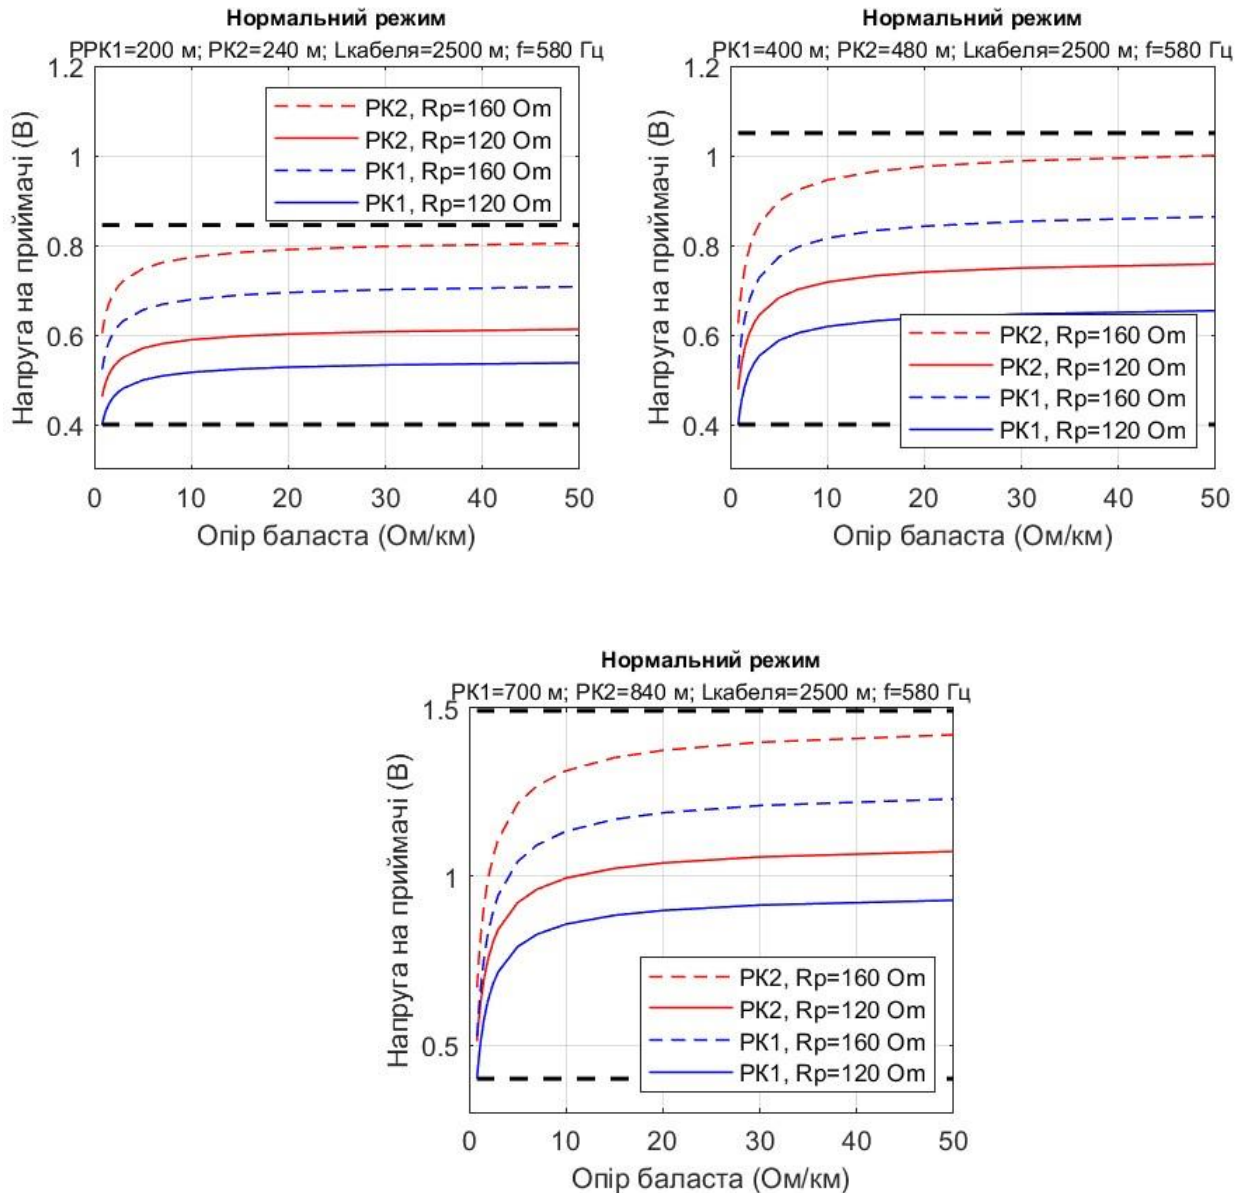 Нормальний режим
РРК1=200 м; РК2=240 м; Lкабеля=2500 м; f=580 Гц
1.2
1
0.8
0.6
0.4
Напруга на приймачі (В)
РК2, Rp=160 Om
РК2, Rp=120 Om
РК1, Rp=160 Om
РК1, Rp=120 Om
0 10 20 30 40 50
Опір баласта (Ом/км)
Нормальний режим
РК1=400 м; РК2=480 м; Lкабеля=2500 м; f=580 Гц
1.2
1
0.8
0.6
0.4
Напруга на приймачі (В)
РК2, Rp=160 Om
РК2, Rp=120 Om
РК1, Rp=160 Om
РК1, Rp=120 Om
0 10 20 30 40 50
Опір баласта (Ом/км)
Нормальний режим
РК1=700 м; РК2=840 м; Lкабеля=2500 м; f=580 Гц
1.5
1
0.5
Напруга на приймачі (В)
РК2, Rp=160 Om
РК2, Rp=120 Om
РК1, Rp=160 Om
РК1, Rp=120 Om
0 10 20 30 40 50
Опір баласта (Ом/км)